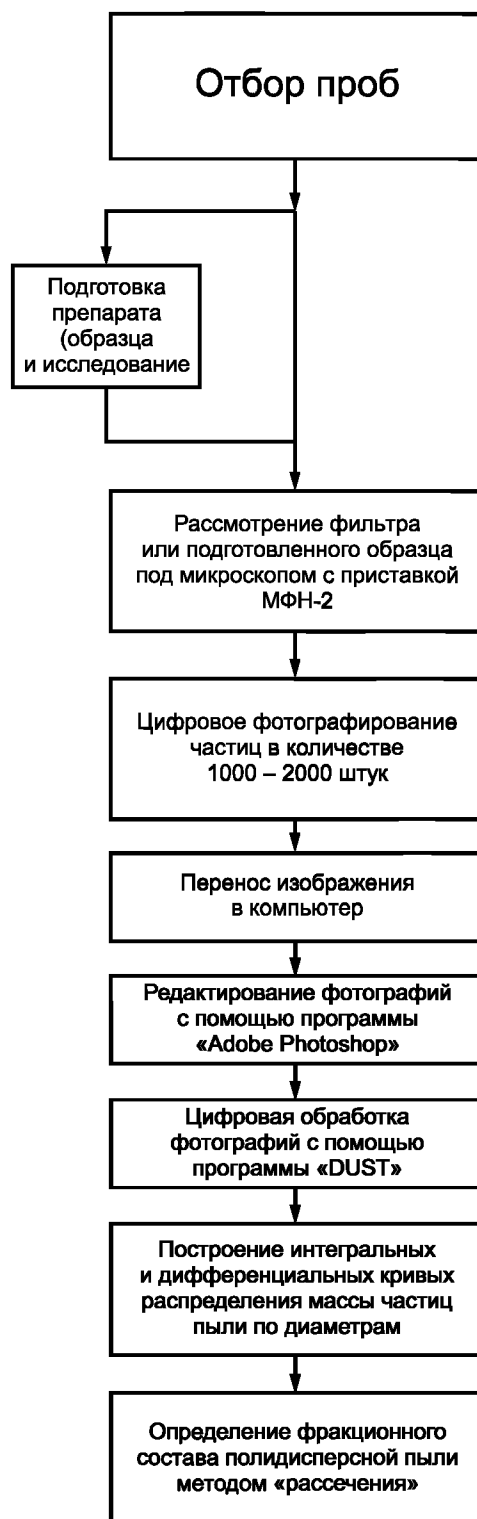 Отбор проб
Подготовка
препарата
(образца
и исследование
Рассмотрение фильтра
или подготовленного образца
под микроскопом с приставкой
МФН-2
Цифровое фотографирование
частиц в количестве
1000 – 2000 штук
Перенос изображения
в компьютер
Редактирование фотографий
с помощью программы
«Adobe Photoshop»
Цифровая обработка
фотографий с помощью
программы «DUST»
Построение интегральных
и дифференциальных кривых
распределения массы частиц
пыли по диаметрам
Определение фракционного
состава полидисперсной пыли
методом «рассечения»